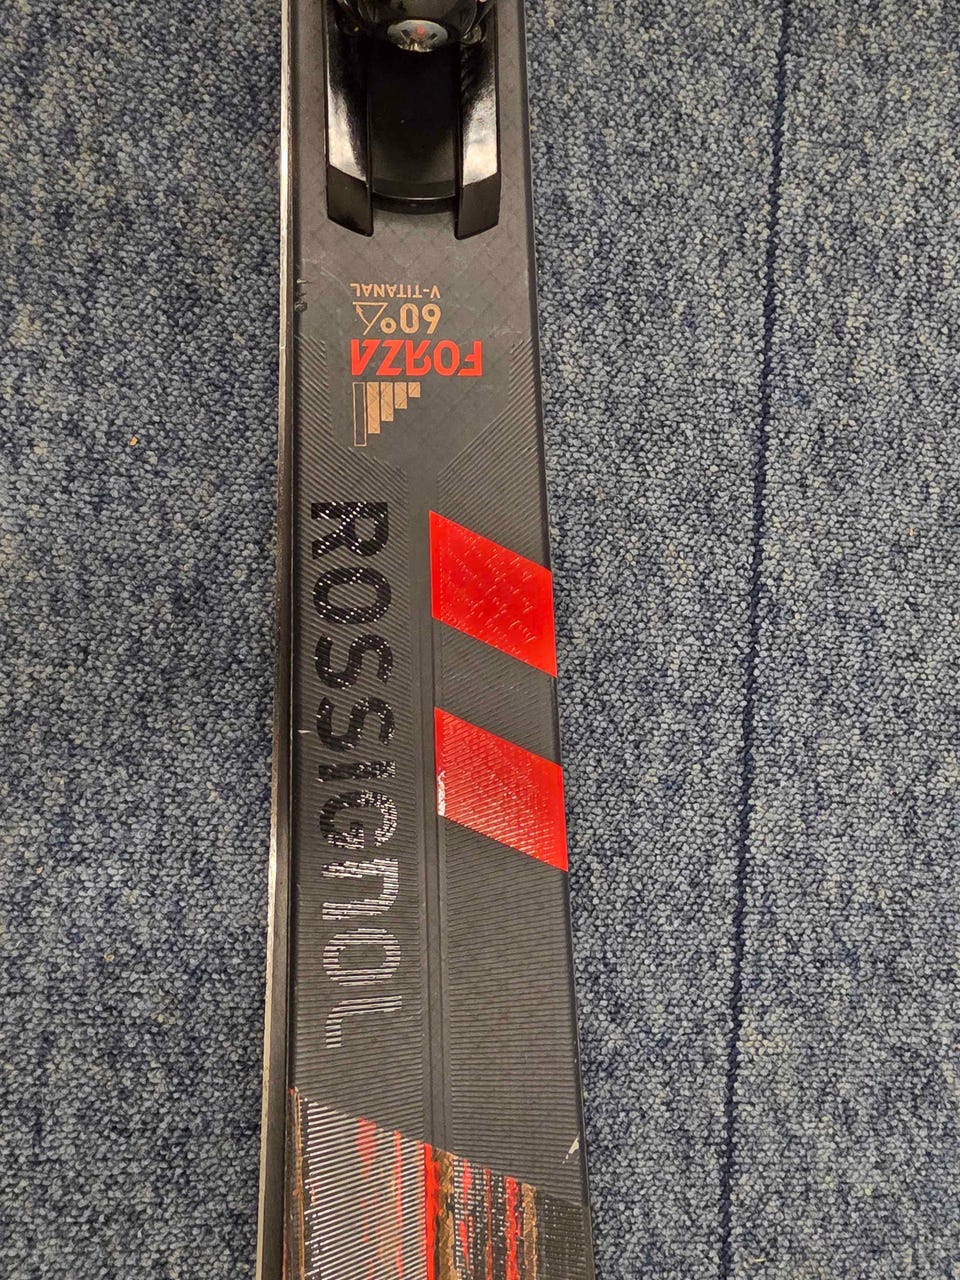 FORZA
60°
V-TITANAL
ROSSIGNOL